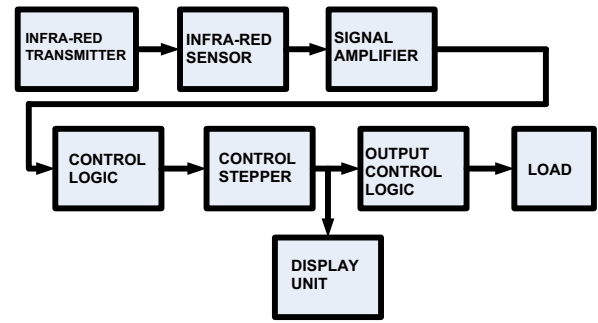 INFRA-RED
TRANSMITTER
INFRA-RED
SENSOR
SIGNAL
AMPLIFIER
CONTROL
LOGIC
CONTROL
STEPPER
OUTPUT
CONTROL
LOGIC
LOAD
DISPLAY
UNIT